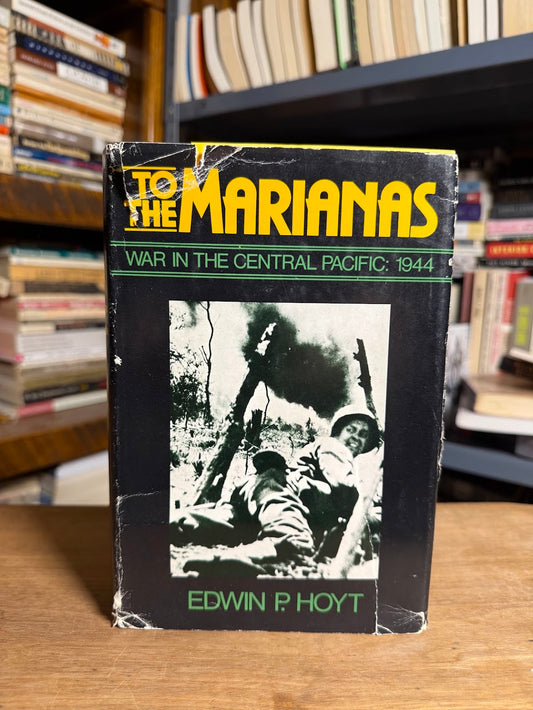 TO
THE MARIANAS
WAR IN THE CENTRAL PACIFIC: 1944
EDWIN P. HOYT